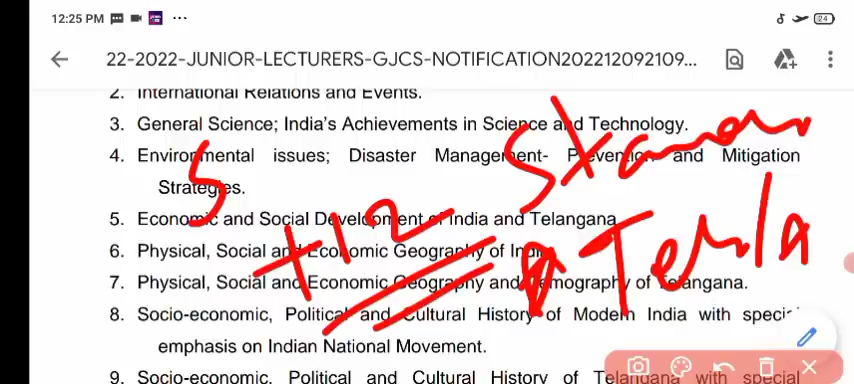 12:25 PM 24
22-2022-JUNIOR-LECTURERS-GJCS-NOTIFICATION202212092109...
2. International Relations and Events.
3. General Science; India's Achievements in Science and Technology.
4. Environmental issues; Disaster Management- Prevention and Mitigation
Strategies.
5. Economic and Social Development of India and Telangana
6. Physical, Social and Economic Geography of India
7. Physical, Social and Economic Geography and Demography of Telangana.
8. Socio-economic, Political and Cultural History of Modern India with special
emphasis on Indian National Movement.
9. Socio-economic, Political and Cultural History of Telangana with special
5
+12